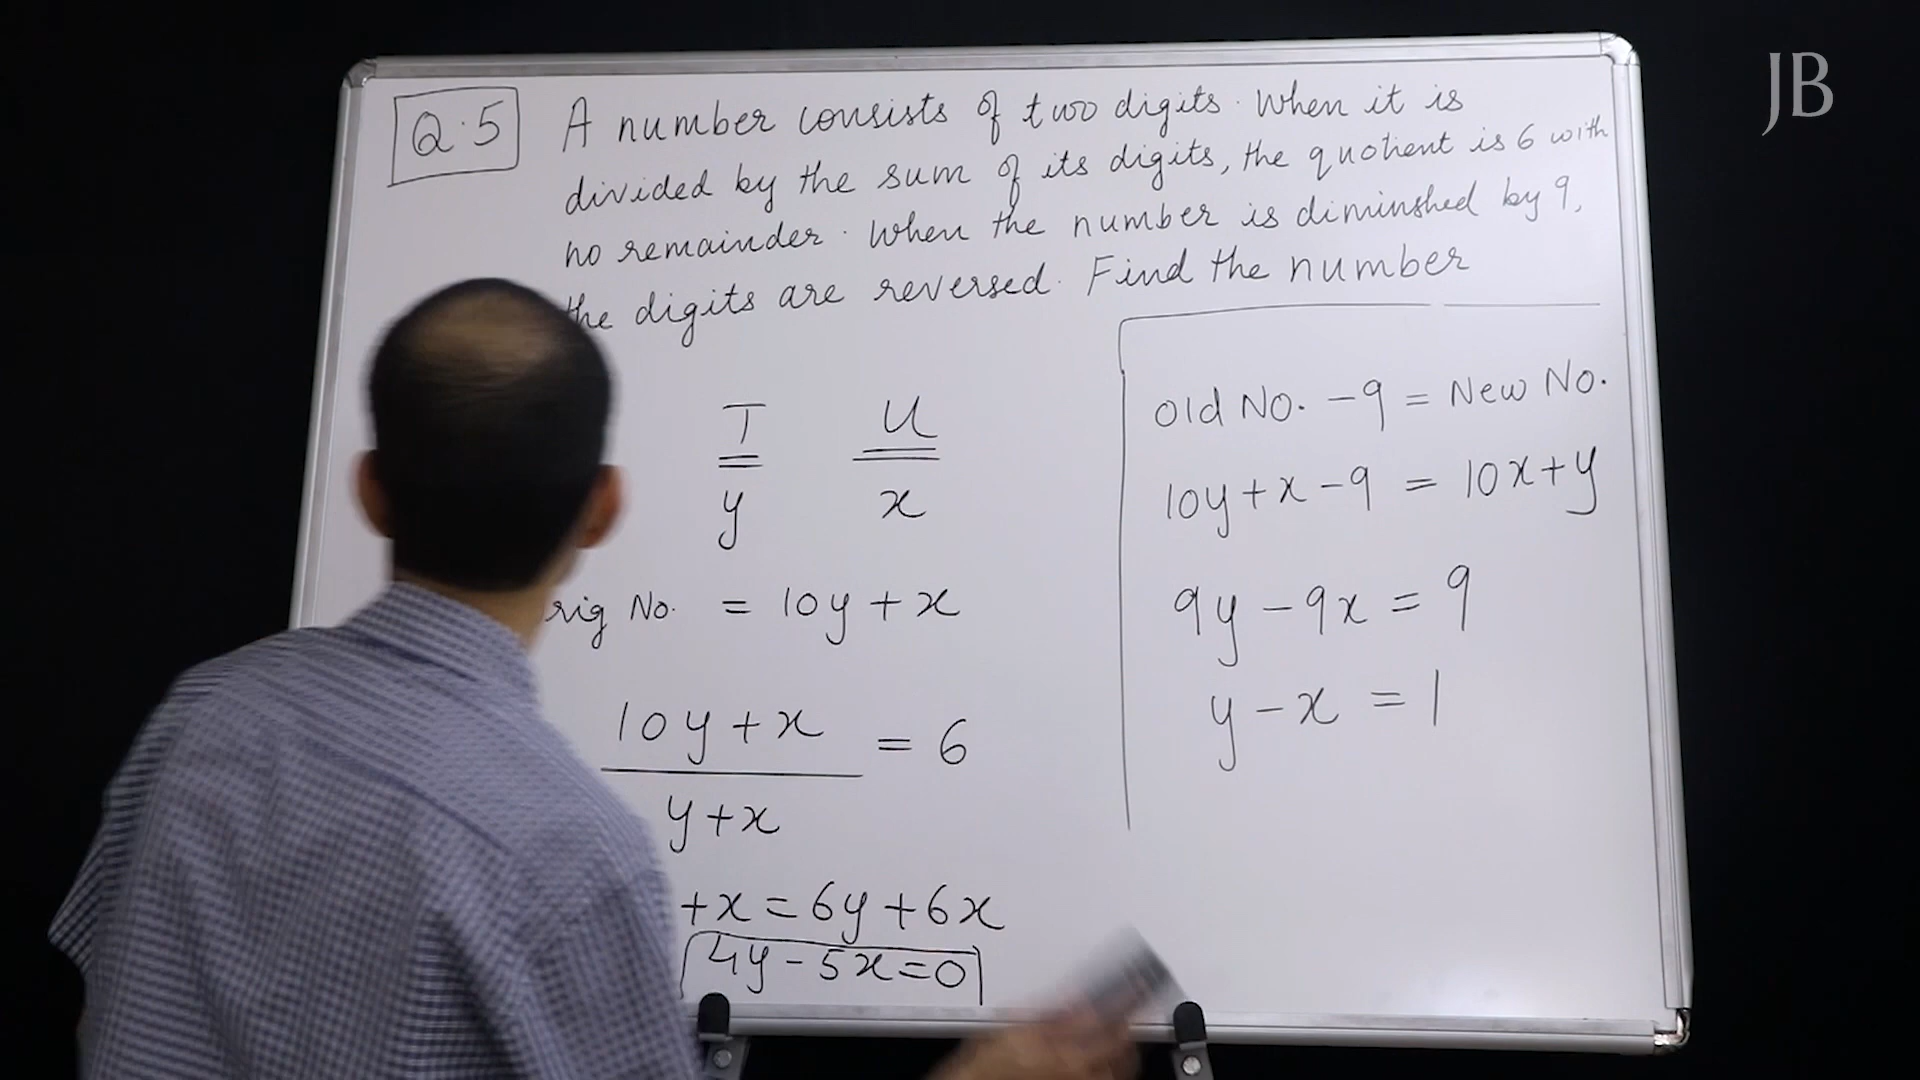 JB
Q.5
A number consists of two digits. When it is
divided by the sum of its digits, the quotient is 6 with
no remainder. When the number is diminshed by 9,
the digits are reversed. Find the number
T U
y x
rig No. = 10y + x
10y + x
= 6
y + x
+x = 6y + 6x
4y - 5x = 0
Old No. - 9 = New No.
10y + x - 9 = 10x + y
9y - 9x = 9
y - x = 1